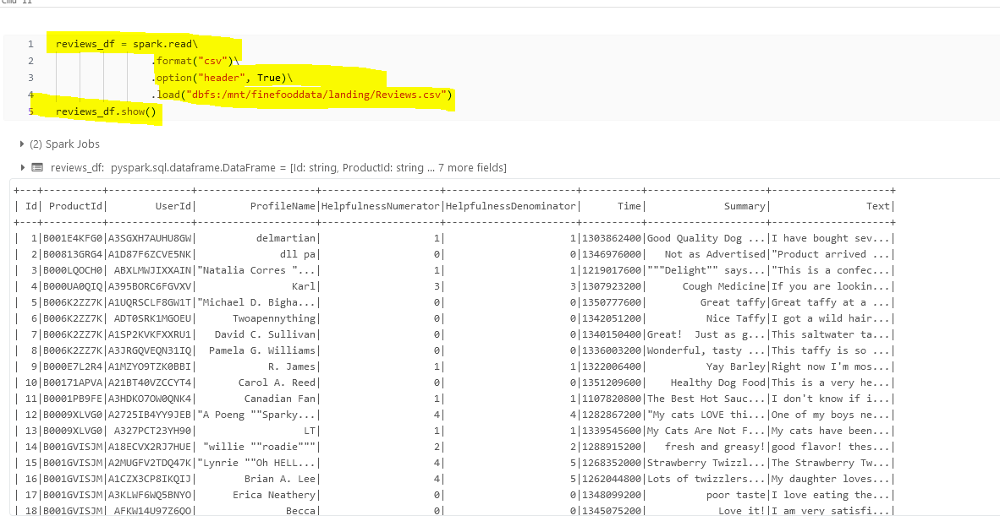 Cmd 11
1 reviews_df = spark.read\
2 .format("csv")\
3 .option("header", True)\
4 .load("dbfs:/mnt/finefooddata/landing/Reviews.csv")
5 reviews_df.show()
(2) Spark Jobs
reviews_df: pyspark.sql.dataframe.DataFrame = [Id: string, ProductId: string ... 7 more fields]
+---+----------+--------------+--------------------+--------------------+----------------------+----------+--------------------+--------------------+
| Id| ProductId| UserId| ProfileName|HelpfulnessNumerator|HelpfulnessDenominator| Time| Summary| Text|
+---+----------+--------------+--------------------+--------------------+----------------------+----------+--------------------+--------------------+
| 1|B001E4KFG0|A3SGXH7AUHU8GW| delmartian| 1| 1|1303862400|Good Quality Dog ...|I have bought sev...|
| 2|B00813GRG4|A1D87F6ZCVE5NK| dll pa| 0| 0|1346976000| Not as Advertised|"Product arrived ...|
| 3|B000LQOCH0| ABXLMWJIXXAIN|"Natalia Corres "...| 1| 1|1219017600|"""Delight"" says...|"This is a confec...|
| 4|B000UA0QIQ|A395BORC6FGVXV| Karl| 3| 3|1307923200| Cough Medicine|If you are lookin...|
| 5|B006K2ZZ7K|A1UQRSCLF8GW1T|"Michael D. Bigha...| 0| 0|1350777600| Great taffy|Great taffy at a ...|
| 6|B006K2ZZ7K| ADT0SRK1MGOEU| Twoapennything| 0| 0|1342051200| Nice Taffy|I got a wild hair...|
| 7|B006K2ZZ7K|A1SP2KVKFXXRU1| David C. Sullivan| 0| 0|1340150400|Great! Just as g...|This saltwater ta...|
| 8|B006K2ZZ7K|A3JRGQVEQN31IQ| Pamela G. Williams| 0| 0|1336003200|Wonderful, tasty ...|This taffy is so ...|
| 9|B000E7L2R4|A1MZYO9TZK0BBI| R. James| 1| 1|1322006400| Yay Barley|Right now I'm mos...|
| 10|B00171APVA|A21BT40VZCCYT4| Carol A. Reed| 0| 0|1351209600| Healthy Dog Food|This is a very he...|
| 11|B0001PB9FE|A3HDKO7OW0QNK4| Canadian Fan| 1| 1|1107820800|The Best Hot Sauc...|I don't know if i...|
| 12|B0009XLVG0|A2725IB4YY9JEB|"A Poeng ""Sparky...| 4| 4|1282867200|"My cats LOVE thi...|One of my boys ne...|
| 13|B0009XLVG0| A327PCT23YH90| LT| 1| 1|1339545600|My Cats Are Not F...|My cats have been...|
| 14|B001GVISJM|A18ECVX2RJ7HUE| "willie ""roadie"""| 2| 2|1288915200| fresh and greasy!|good flavor! thes...|
| 15|B001GVISJM|A2MUGFV2TDQ47K|"Lynrie ""Oh HELL...| 4| 5|1268352000|Strawberry Twizzl...|The Strawberry Tw...|
| 16|B001GVISJM|A1CZX3CP8IKQIJ| Brian A. Lee| 4| 5|1262044800|Lots of twizzlers...|My daughter loves...|
| 17|B001GVISJM|A3KLWF6WQ5BNYO| Erica Neathery| 0| 0|1348099200| poor taste|I love eating the...|
| 18|B001GVISJM| AFKW14U97Z6QO| Becca| 0| 0|1345075200| Love it!|I am very satisfi...|